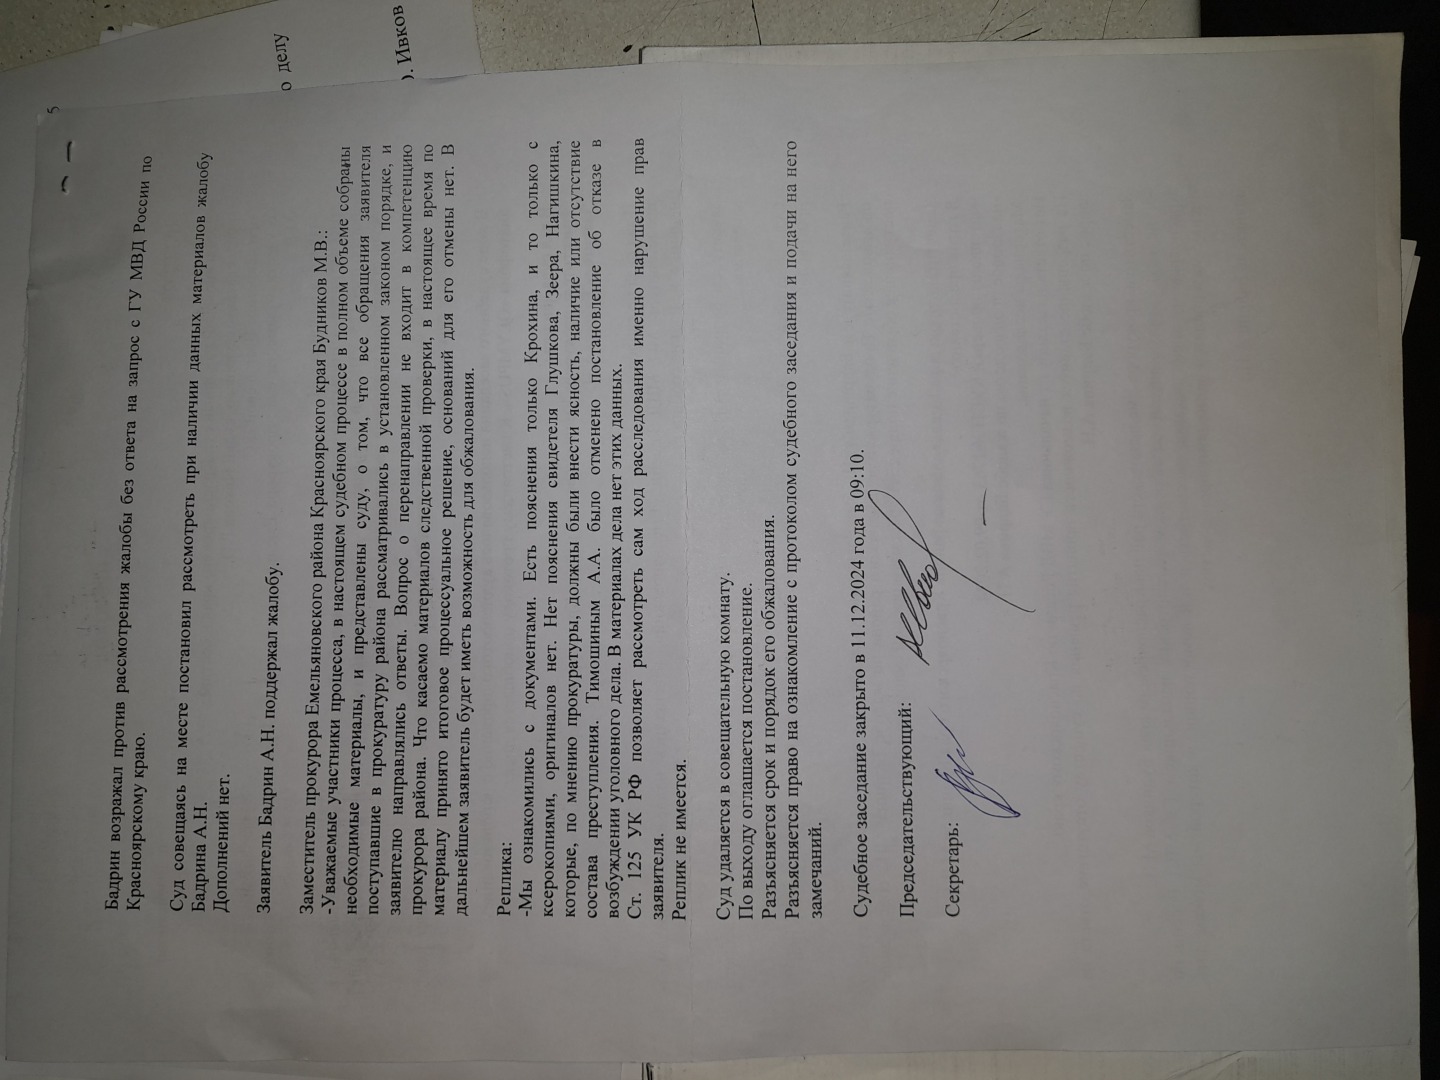 5
о делу
. Ивков
Бадрин возражал против рассмотрения жалобы без ответа на запрос с ГУ МВД России по
Красноярскому краю.
Суд совещаясь на месте постановил рассмотреть при наличии данных материалов жалобу
Бадрина А.Н.
Дополнений нет.
Заявитель Бадрин А.Н. поддержал жалобу.
Заместитель прокурора Емельяновского района Красноярского края Будников М.В.:
-Уважаемые участники процесса, в настоящем судебном процессе в полном объеме собраны
необходимые материалы, и представлены суду, о том, что все обращения заявителя
поступавшие в прокуратуру района рассматривались в установленном законом порядке, и
заявителю направлялись ответы. Вопрос о перенаправлении не входит в компетенцию
прокурора района. Что касаемо материалов следственной проверки, в настоящее время по
материалу принято итоговое процессуальное решение, оснований для его отмены нет. В
дальнейшем заявитель будет иметь возможность для обжалования.
Реплика:
-Мы ознакомились с документами. Есть пояснения только Крохина, и то только с
ксерокопиями, оригиналов нет. Нет пояснения свидетеля Глушкова, Зеера, Нагишкина,
которые, по мнению прокуратуры, должны были внести ясность, наличие или отсутствие
состава преступления. Тимошиным А.А. было отменено постановление об отказе в
возбуждении уголовного дела. В материалах дела нет этих данных.
Ст. 125 УК РФ позволяет рассмотреть сам ход расследования именно нарушение прав
заявителя.
Реплик не имеется.
Суд удаляется в совещательную комнату.
По выходу оглашается постановление.
Разъясняется срок и порядок его обжалования.
Разъясняется право на ознакомление с протоколом судебного заседания и подачи на него
замечаний.
Судебное заседание закрыто в 11.12.2024 года в 09:10.
Председательствующий:
Секретарь: